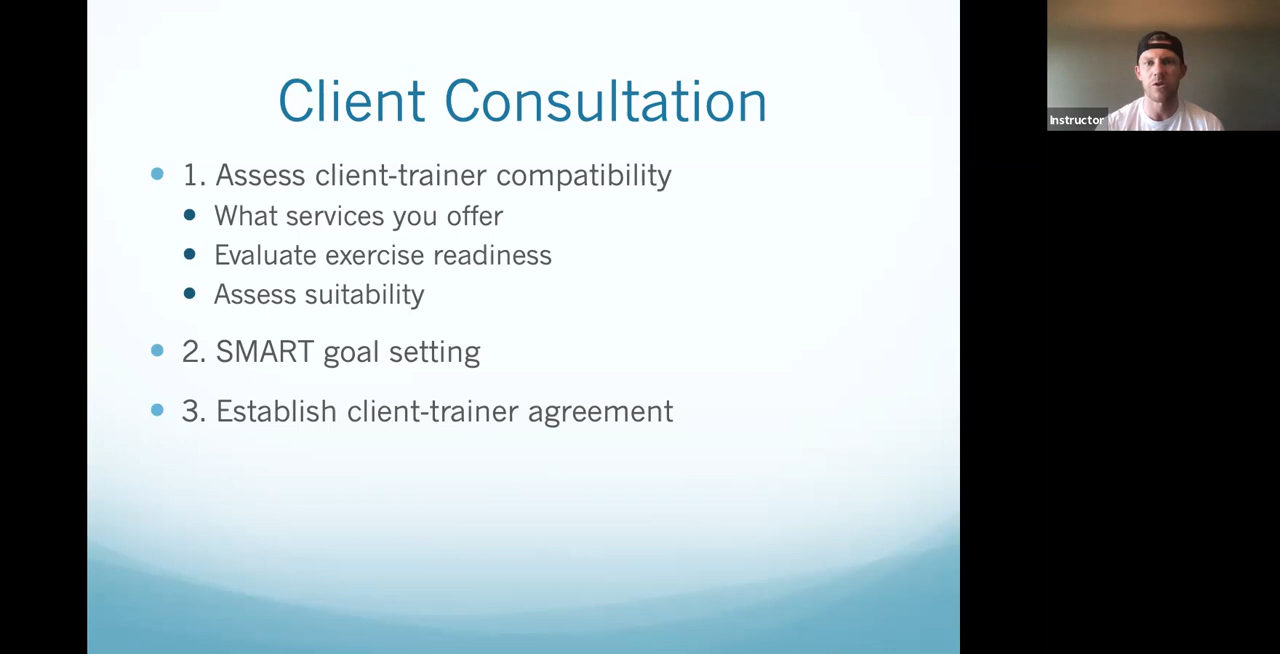 Client Consultation
1. Assess client-trainer compatibility
What services you offer
Evaluate exercise readiness
Assess suitability
2. SMART goal setting
3. Establish client-trainer agreement
Instructor